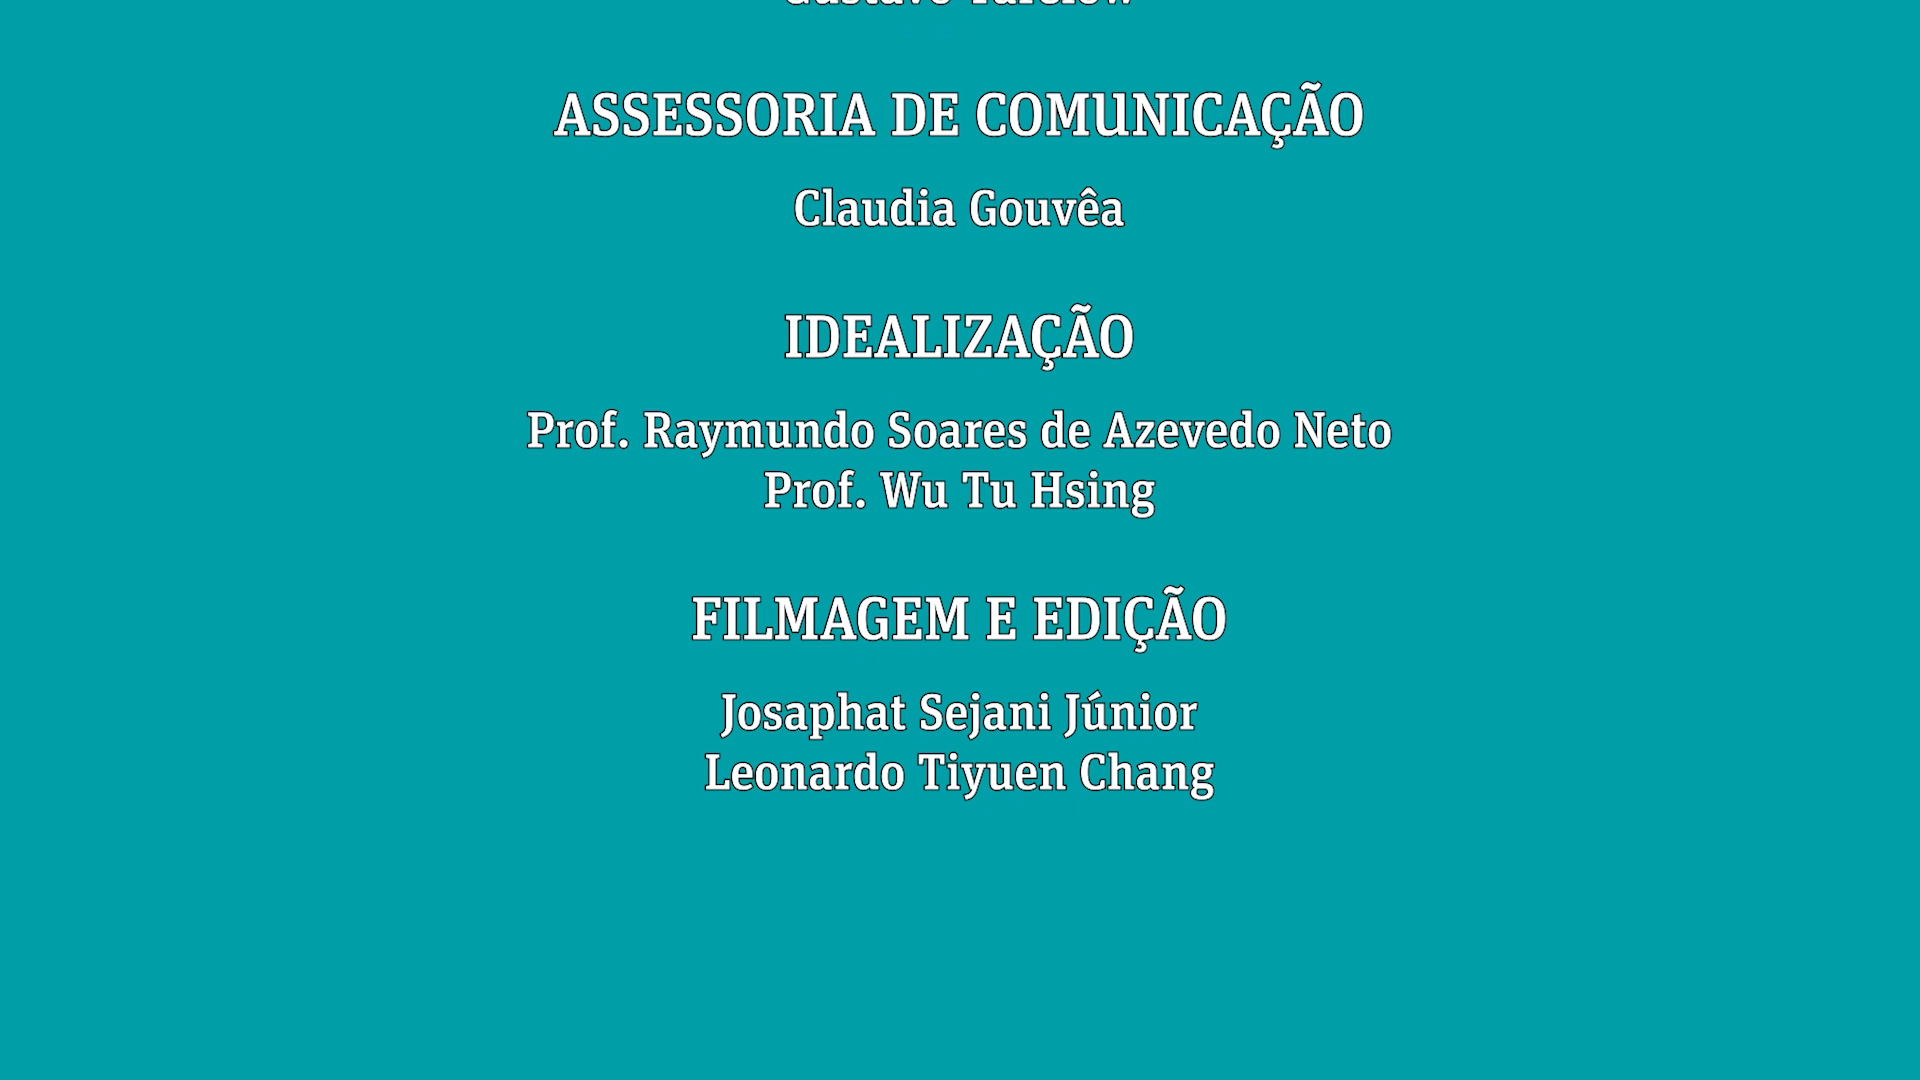 ASSESSORIA DE COMUNICAÇÃO
Claudia Gouvêa
IDEALIZAÇÃO
Prof. Raymundo Soares de Azevedo Neto
Prof. Wu Tu Hsing
FILMAGEM E EDIÇÃO
Josaphat Sejani Júnior
Leonardo Tiyuen Chang